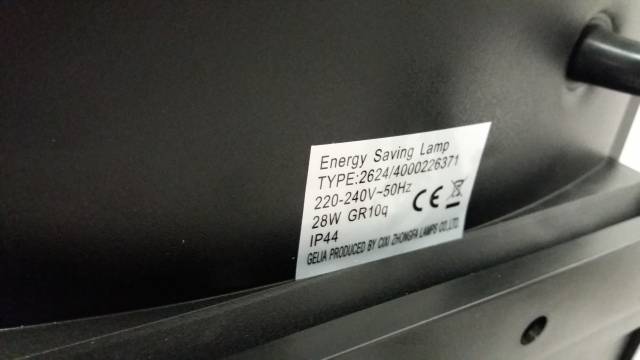 Energy Saving Lamp
TYPE:2624/4000226371
220-240V~50Hz
28W GR10q
IP44
CE
GELIA PRODUCED BY CIXI ZHONGFA LAMPS CO.,LTD.